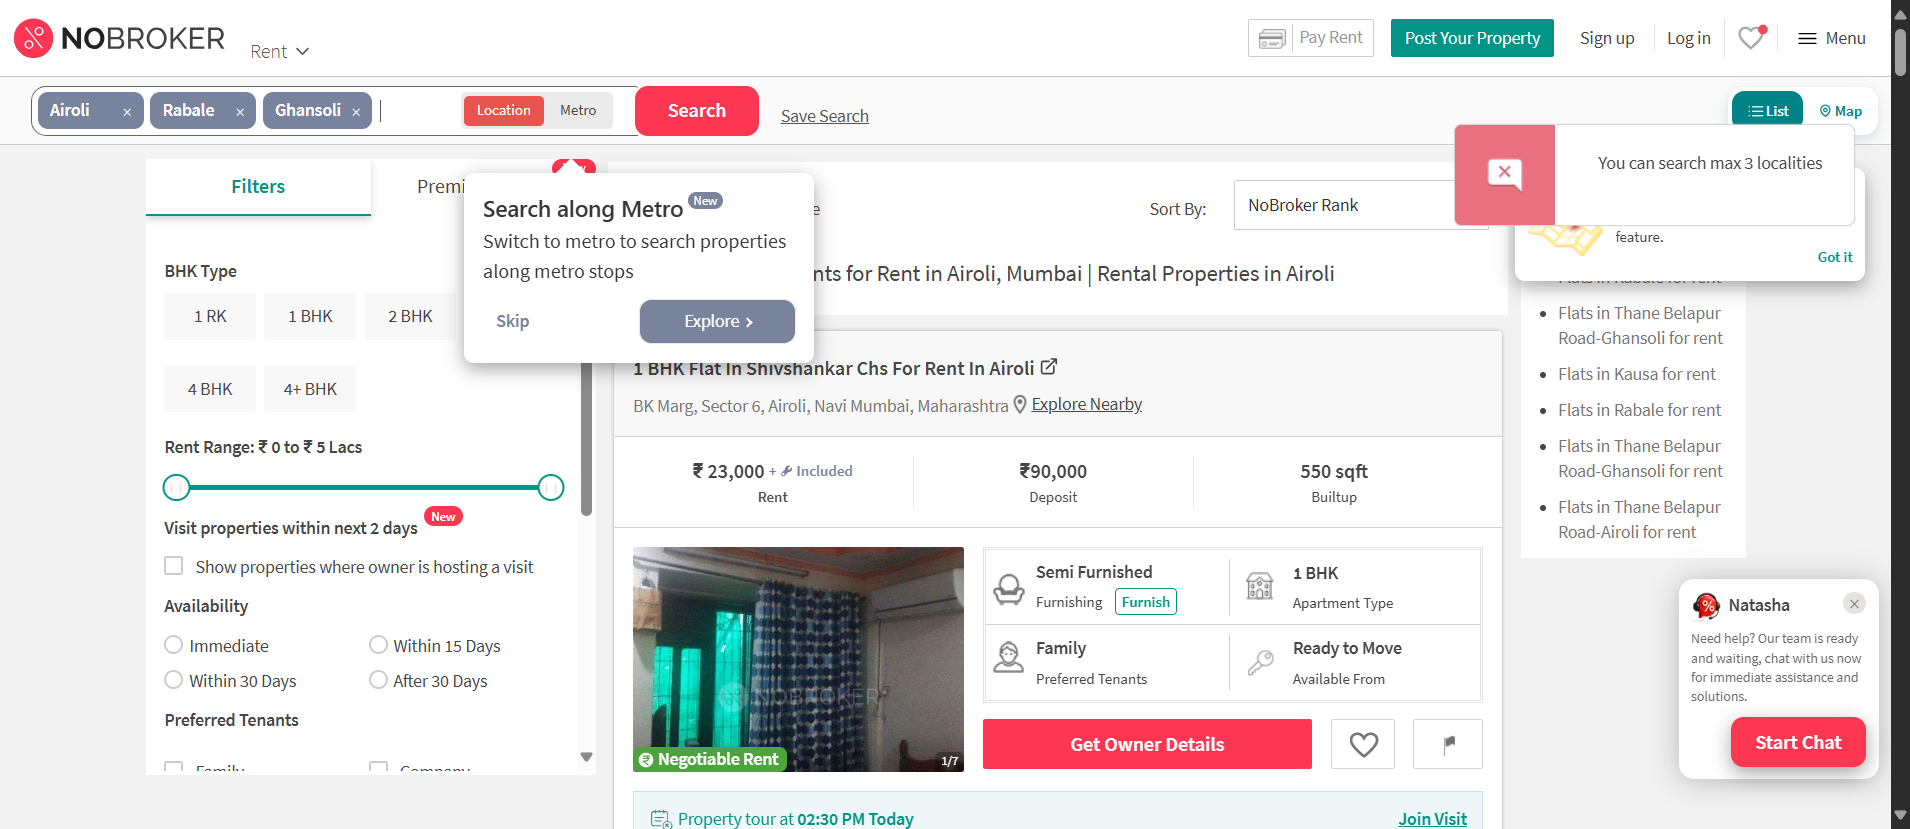 NOBROKER
Rent
Pay Rent
Post Your Property
Sign up
Log in
Menu
Airoli ×
Rabale ×
Ghansoli ×
Location
Metro
Search
Save Search
List
Map
You can search max 3 localities
feature.
Got it
Filters
Premi
Search along Metro New
Switch to metro to search properties
along metro stops
Skip
Explore
e
Sort By:
NoBroker Rank
nts for Rent in Airoli, Mumbai | Rental Properties in Airoli
BHK Type
1 RK
1 BHK
2 BHK
4 BHK
4+ BHK
Rent Range: ₹ 0 to ₹ 5 Lacs
Visit properties within next 2 days New
Show properties where owner is hosting a visit
Availability
Immediate
Within 15 Days
Within 30 Days
After 30 Days
Preferred Tenants
Family
Company
1 BHK Flat In Shivshankar Chs For Rent In Airoli
BK Marg, Sector 6, Airoli, Navi Mumbai, Maharashtra
Explore Nearby
₹ 23,000 + Included
Rent
₹90,000
Deposit
550 sqft
Builtup
NOBROKER
Negotiable Rent
1/7
Semi Furnished
Furnishing
Furnish
1 BHK
Apartment Type
Family
Preferred Tenants
Ready to Move
Available From
Get Owner Details
Property tour at 02:30 PM Today
Join Visit
Flats in Rabale for rent
Flats in Thane Belapur
Road-Ghansoli for rent
Flats in Kausa for rent
Flats in Rabale for rent
Flats in Thane Belapur
Road-Ghansoli for rent
Flats in Thane Belapur
Road-Airoli for rent
Natasha
Need help? Our team is ready
and waiting, chat with us now
for immediate assistance and
solutions.
Start Chat